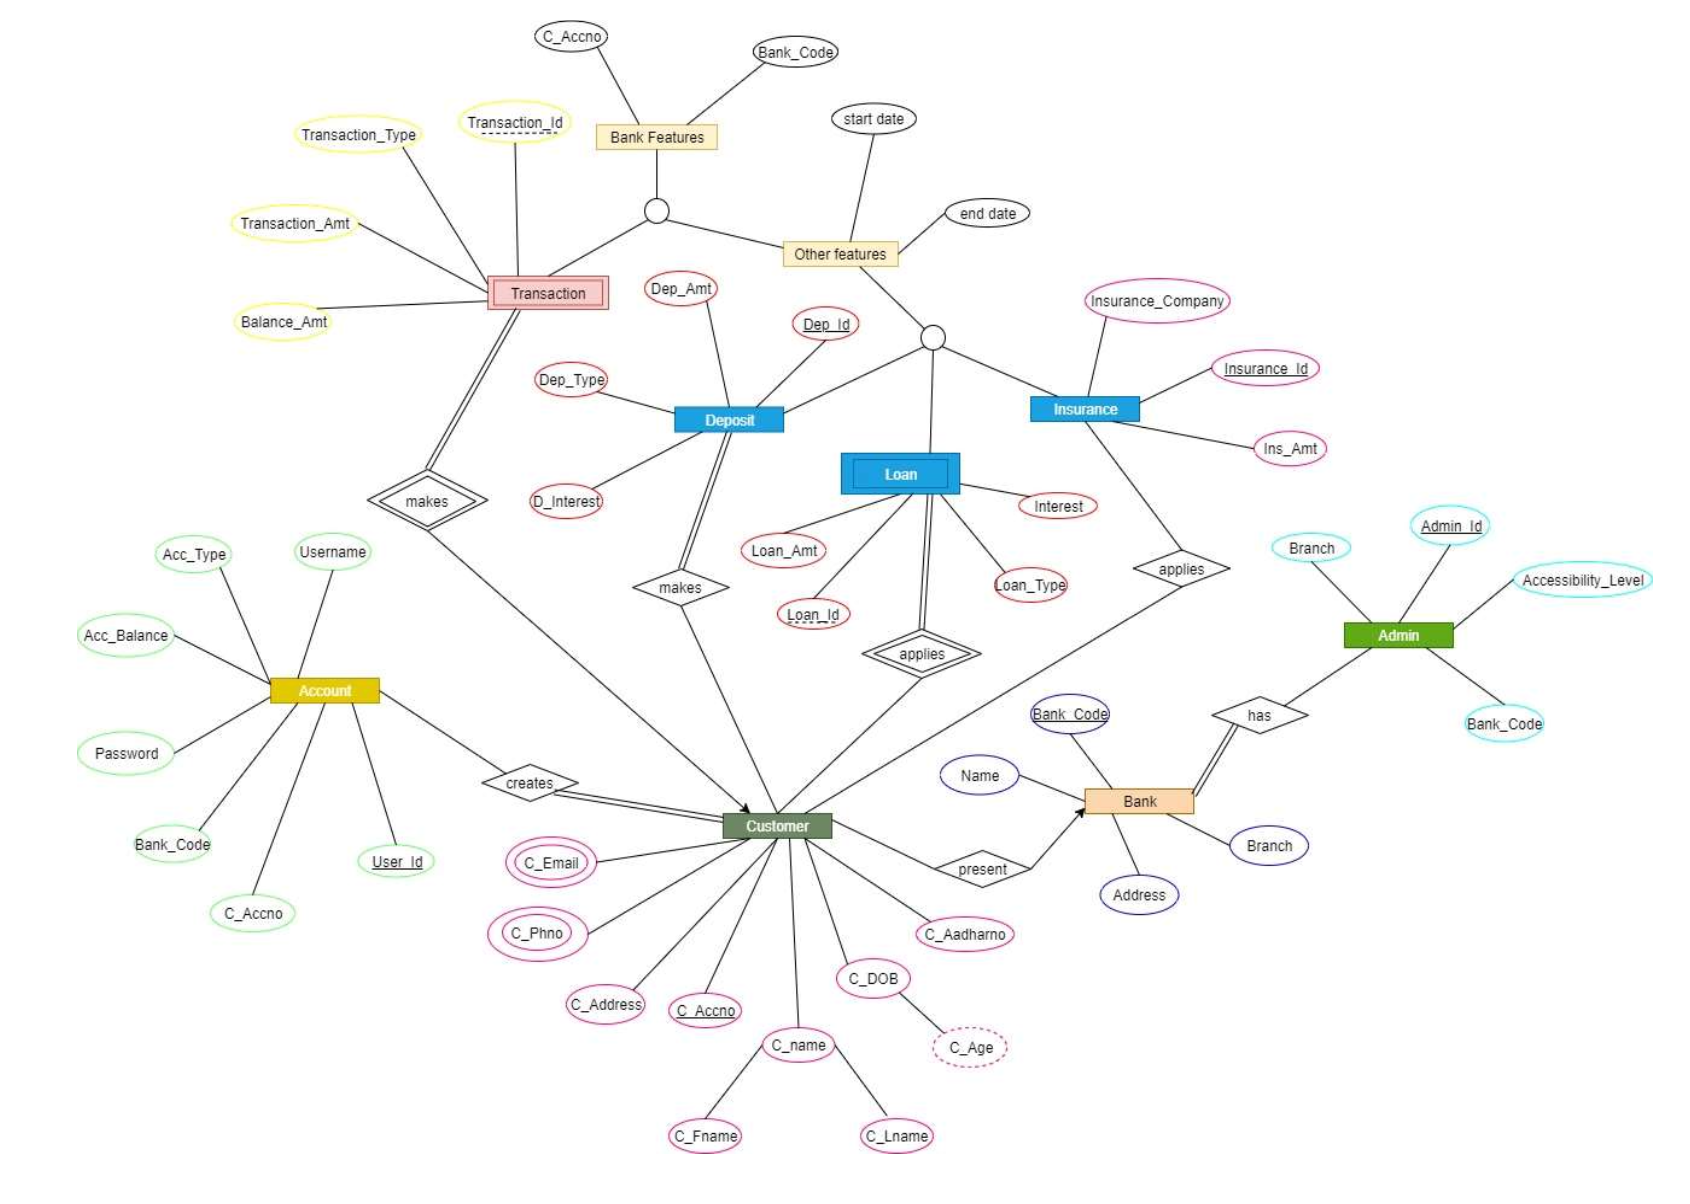 C_Accno
Bank_Code
Bank Features
Transaction_Id
Transaction_Type
start date
Transaction_Amt
end date
Other features
Transaction
Balance_Amt
Dep_Amt
Dep_Id
Dep_Type
Deposit
D_Interest
Insurance_Company
Insurance_Id
Insurance
Ins_Amt
Loan
Interest
Loan_Amt
Loan_Type
Loan_Id
makes
makes
applies
applies
Branch
Admin_Id
Accessibility_Level
Admin
Bank_Code
has
Acc_Type
Username
Acc_Balance
Account
Password
Bank_Code
C_Accno
User_Id
creates
Customer
present
Bank_Code
Name
Bank
Branch
Address
C_Email
C_Phno
C_Address
C_Accno
C_name
C_Fname
C_Lname
C_DOB
C_Age
C_Aadharno